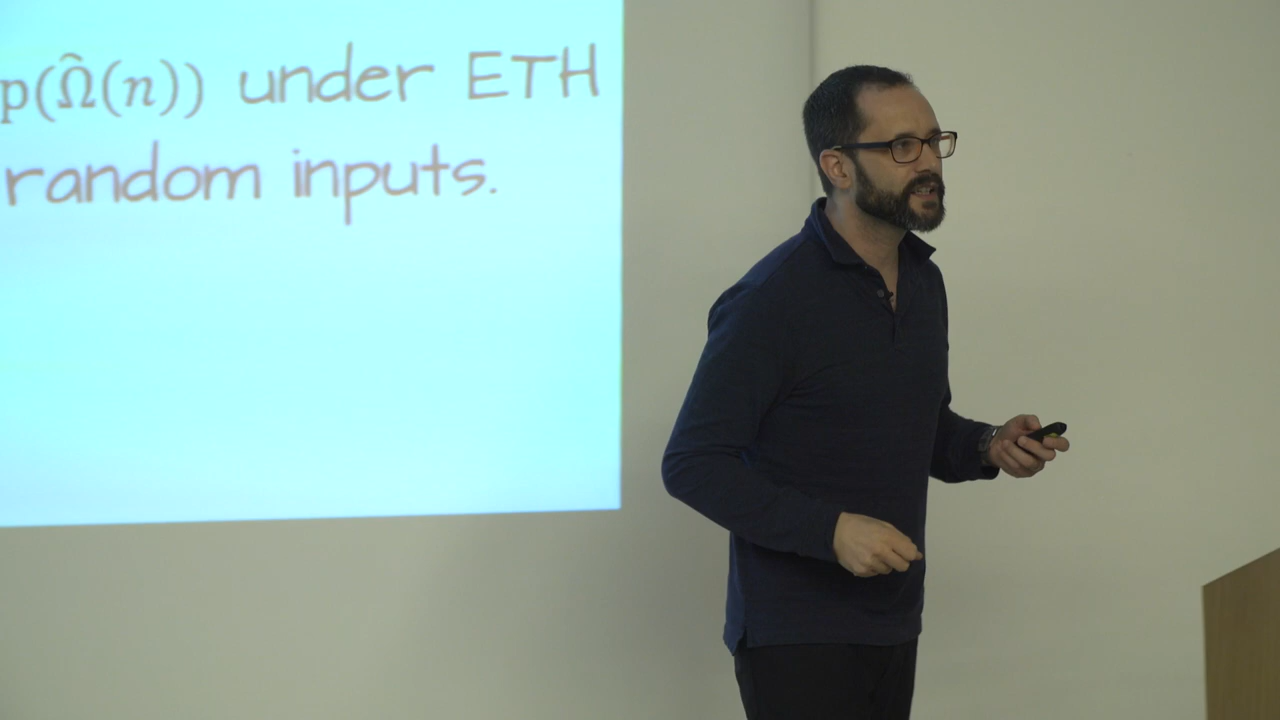 p(Ω̂(n)) under ETH
random inputs.